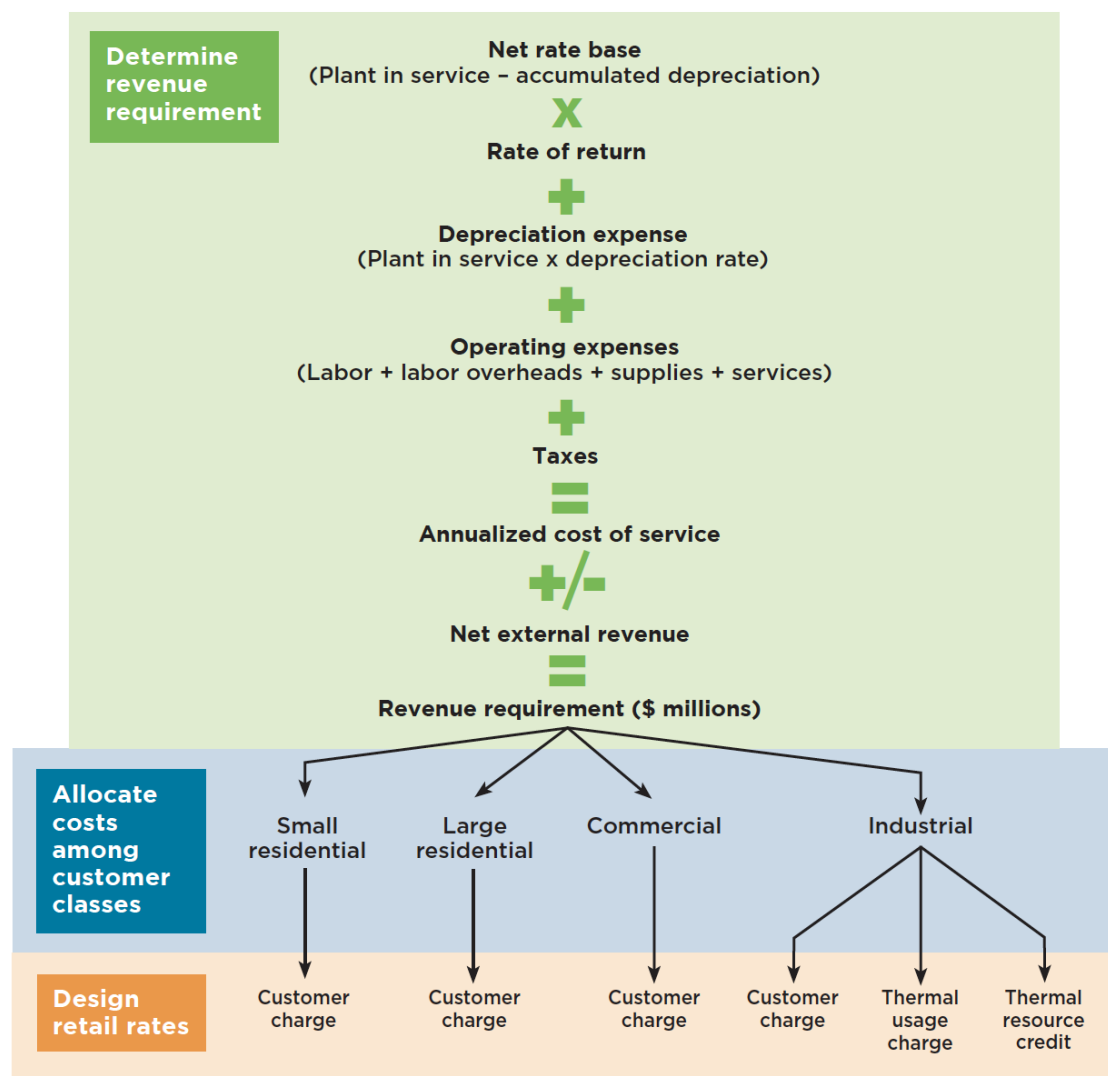 Determine
revenue
requirement
Net rate base
(Plant in service – accumulated depreciation)
x
Rate of return
+
Depreciation expense
(Plant in service x depreciation rate)
+
Operating expenses
(Labor + labor overheads + supplies + services)
+
Taxes
=
Annualized cost of service
+/-
Net external revenue
=
Revenue requirement ($ millions)
Allocate
costs
among
customer
classes
Small
residential
Large
residential
Commercial
Industrial
Design
retail rates
Customer
charge
Customer
charge
Customer
charge
Customer
charge
Thermal
usage
charge
Thermal
resource
credit